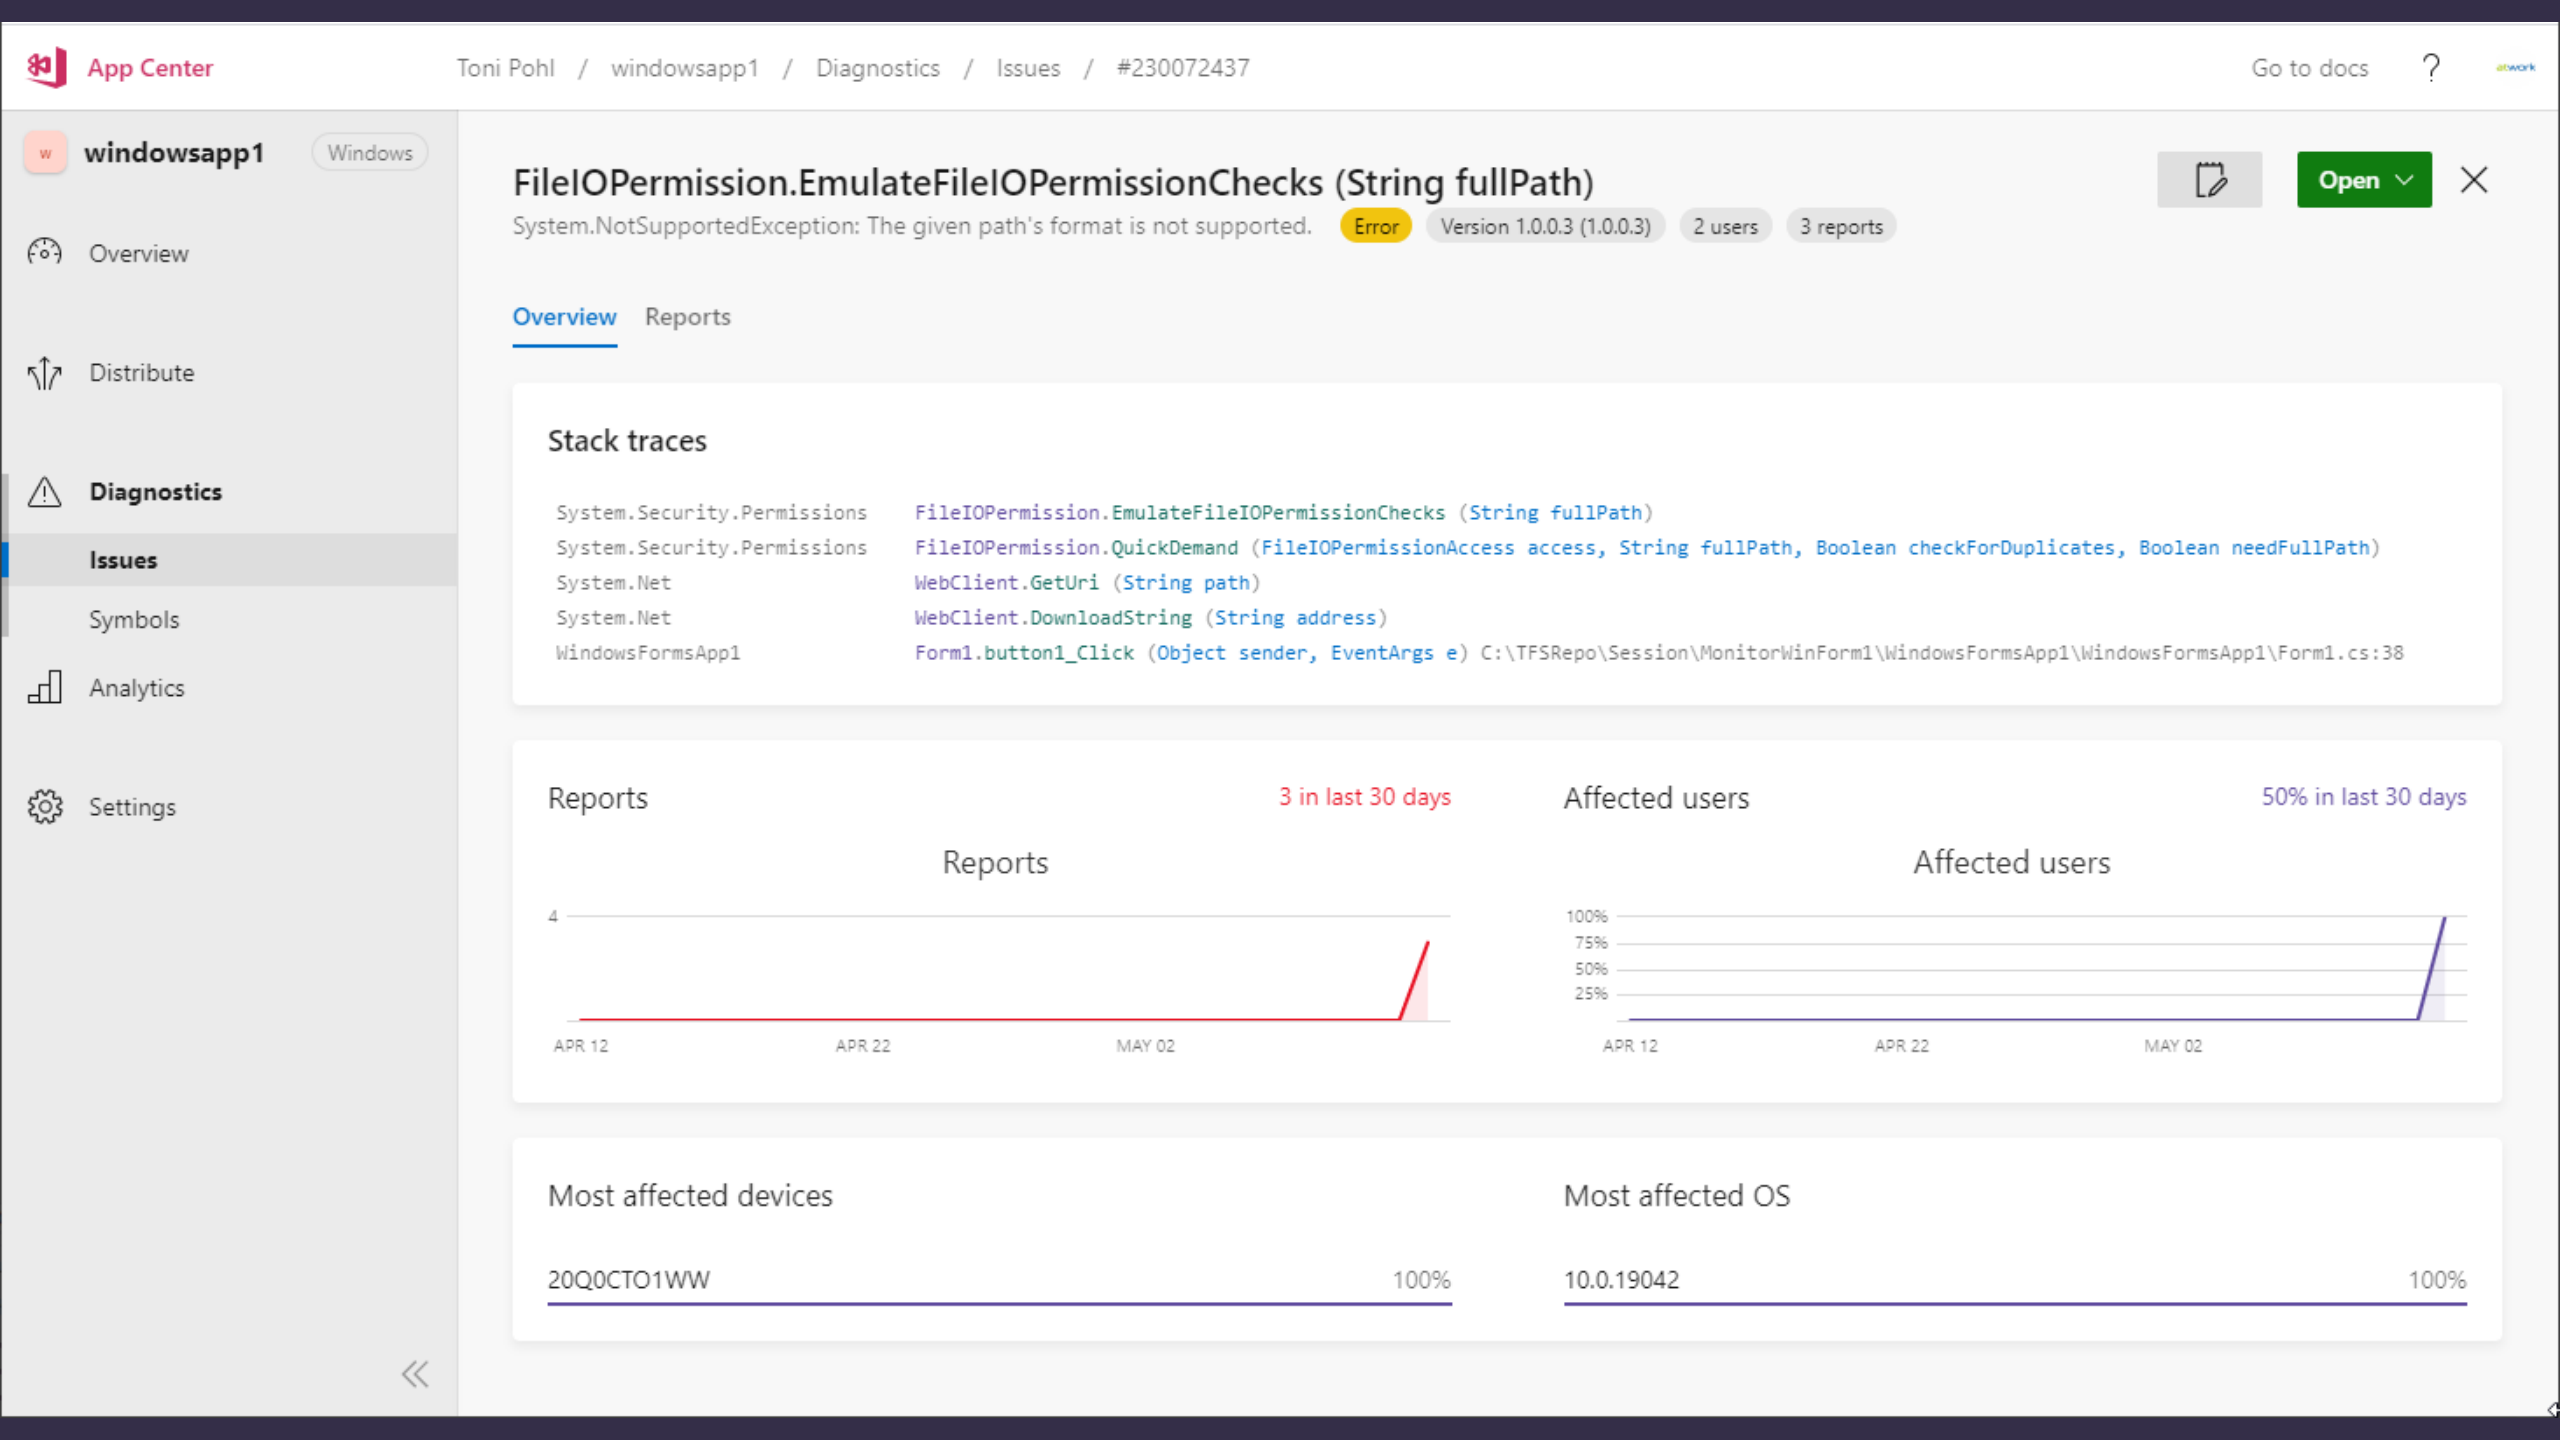 App Center
Toni Pohl / windowsapp1 / Diagnostics / Issues / #230072437
Go to docs ? atwork
w windowsapp1 Windows
Overview
Distribute
Diagnostics
Issues
Symbols
Analytics
Settings
FileIOPermission.EmulateFileIOPermissionChecks (String fullPath)
Open
System.NotSupportedException: The given path's format is not supported. Error Version 1.0.0.3 (1.0.0.3) 2 users 3 reports
Overview Reports
Stack traces
System.Security.Permissions FileIOPermission.EmulateFileIOPermissionChecks (String fullPath)
System.Security.Permissions FileIOPermission.QuickDemand (FileIOPermissionAccess access, String fullPath, Boolean checkForDuplicates, Boolean needFullPath)
System.Net WebClient.GetUri (String path)
System.Net WebClient.DownloadString (String address)
WindowsFormsApp1 Form1.button1_Click (Object sender, EventArgs e) C:\TFSRepo\Session\MonitorWinForm1\WindowsFormsApp1\WindowsFormsApp1\Form1.cs:38
Reports 3 in last 30 days
Reports
4
APR 12 APR 22 MAY 02
Affected users 50% in last 30 days
Affected users
100%
75%
50%
25%
APR 12 APR 22 MAY 02
Most affected devices
20Q0CTO1WW 100%
Most affected OS
10.0.19042 100%